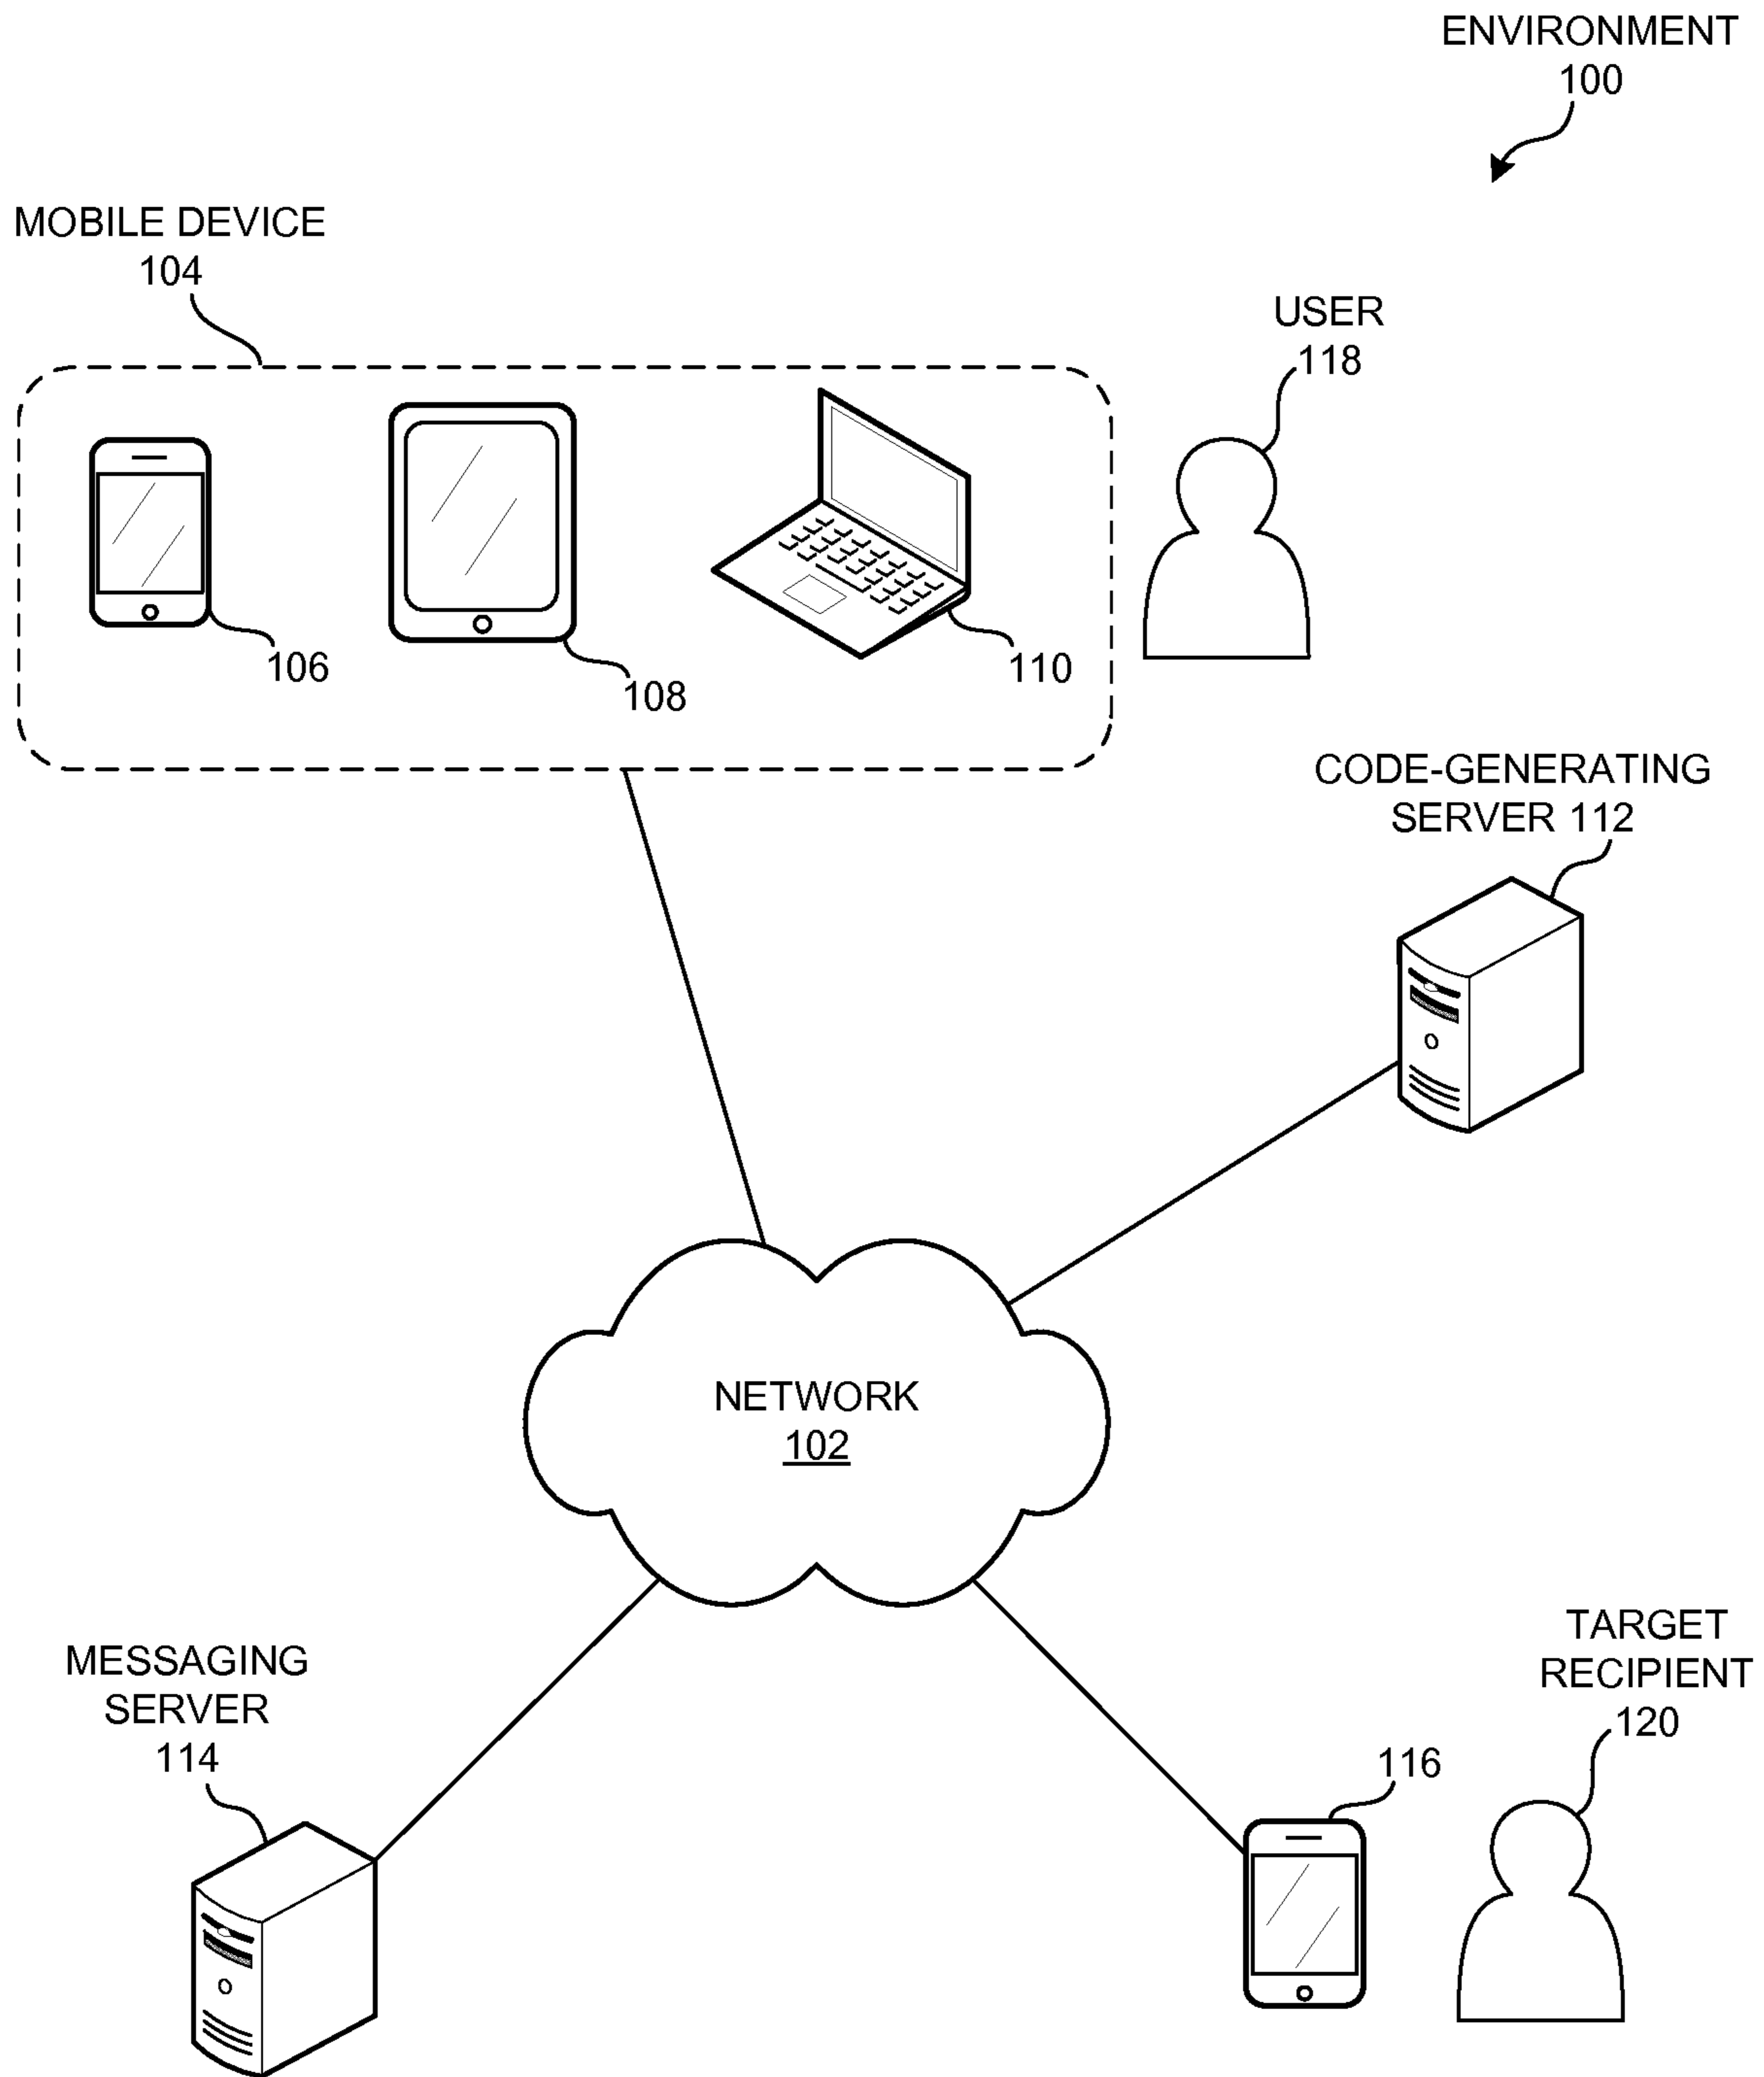 ENVIRONMENT
100
MOBILE DEVICE
104
USER
118
106
108
110
CODE-GENERATING
SERVER 112
NETWORK
102
MESSAGING
SERVER
114
TARGET
RECIPIENT
120
116